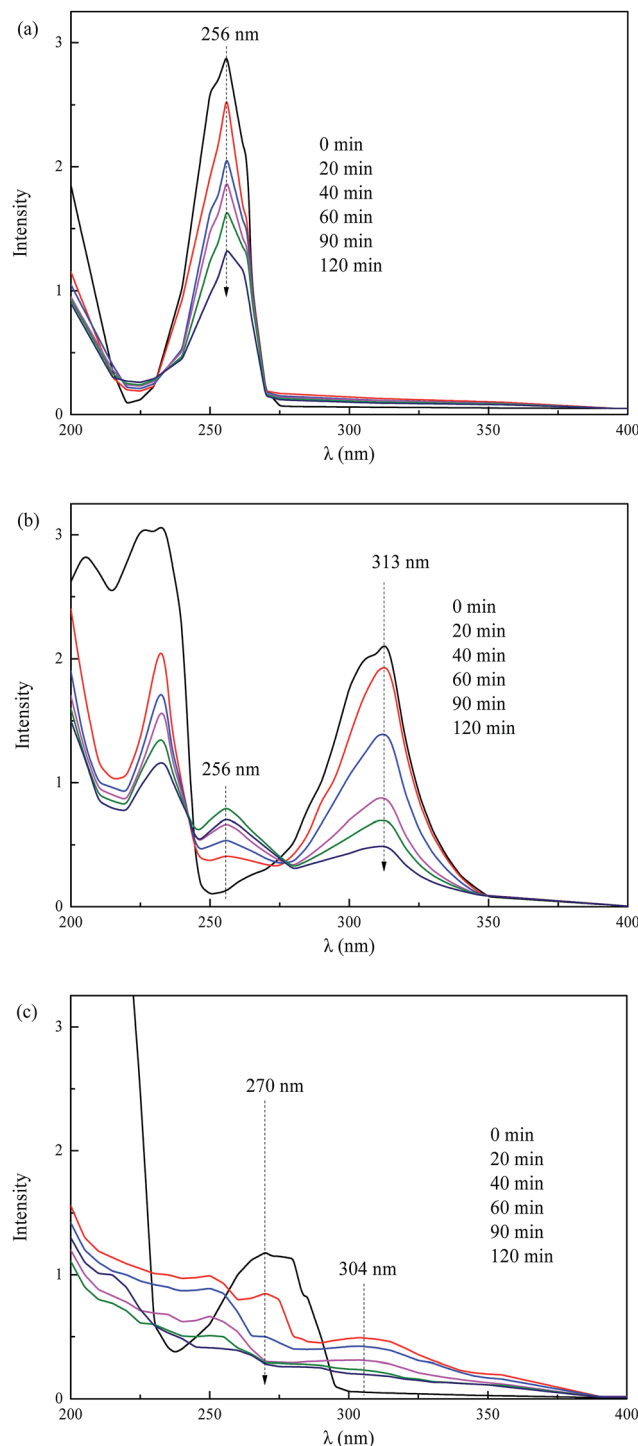 (a)
256 nm
3
2
1
0
Intensity
0 min
20 min
40 min
60 min
90 min
120 min
200
250
300
350
400
λ (nm)
(b)
313 nm
256 nm
3
2
1
0
Intensity
0 min
20 min
40 min
60 min
90 min
120 min
200
250
300
350
400
λ (nm)
(c)
270 nm
304 nm
3
2
1
0
Intensity
0 min
20 min
40 min
60 min
90 min
120 min
200
250
300
350
400
λ (nm)